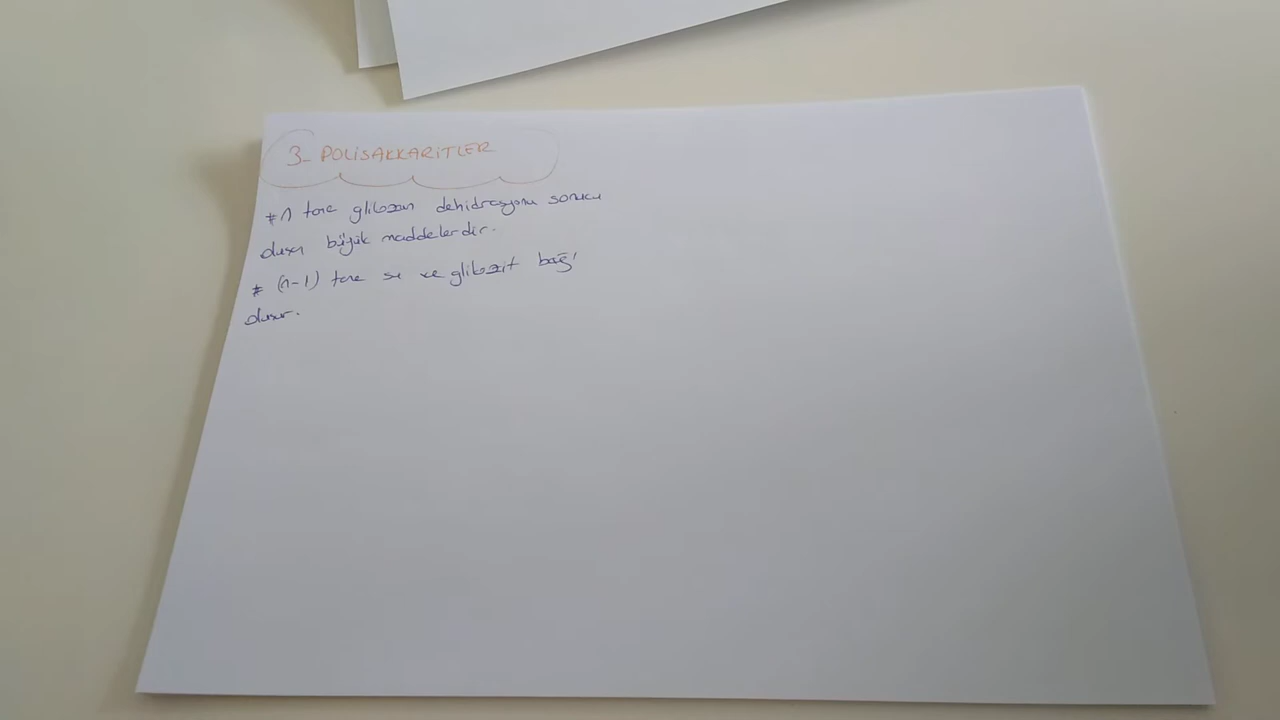 3- POLİSAKKARİTLER
* n tane glikozun dehidrasyonu sonucu
oluşan büyük maddelerdir.
* (n-1) tane su ve glikozit bağı
oluşur.